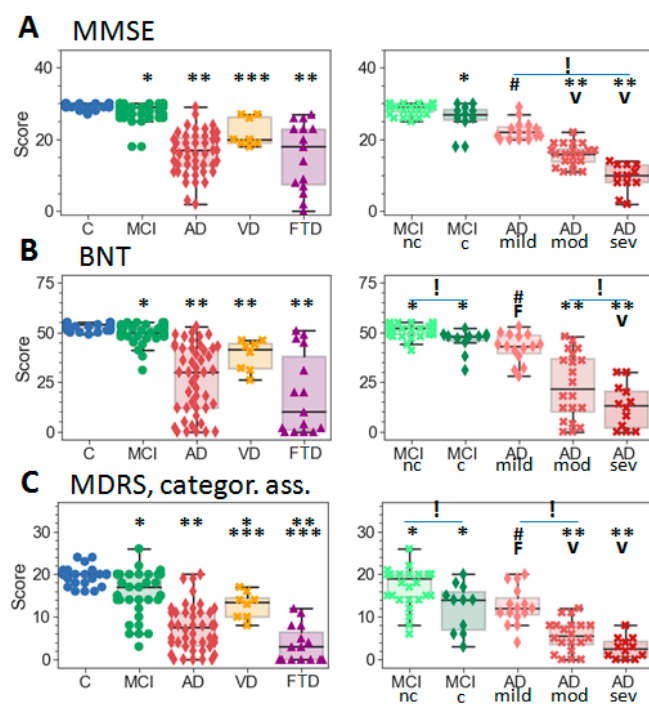 A MMSE
! 
* ** *** ** * # ** **
v v
40
20
0
Score
C MCI AD VD FTD
40
20
0
MCI MCI AD AD AD
nc c mild mod sev
B BNT
! !
* ** ** ** * * # ** **
F v
75
50
25
0
Score
C MCI AD VD FTD
75
50
25
0
MCI MCI AD AD AD
nc c mild mod sev
C MDRS, categor. ass.
! !
* ** * ** * * # ** **
*** *** F v v
30
20
10
0
Score
C MCI AD VD FTD
30
20
10
0
MCI MCI AD AD AD
nc c mild mod sev